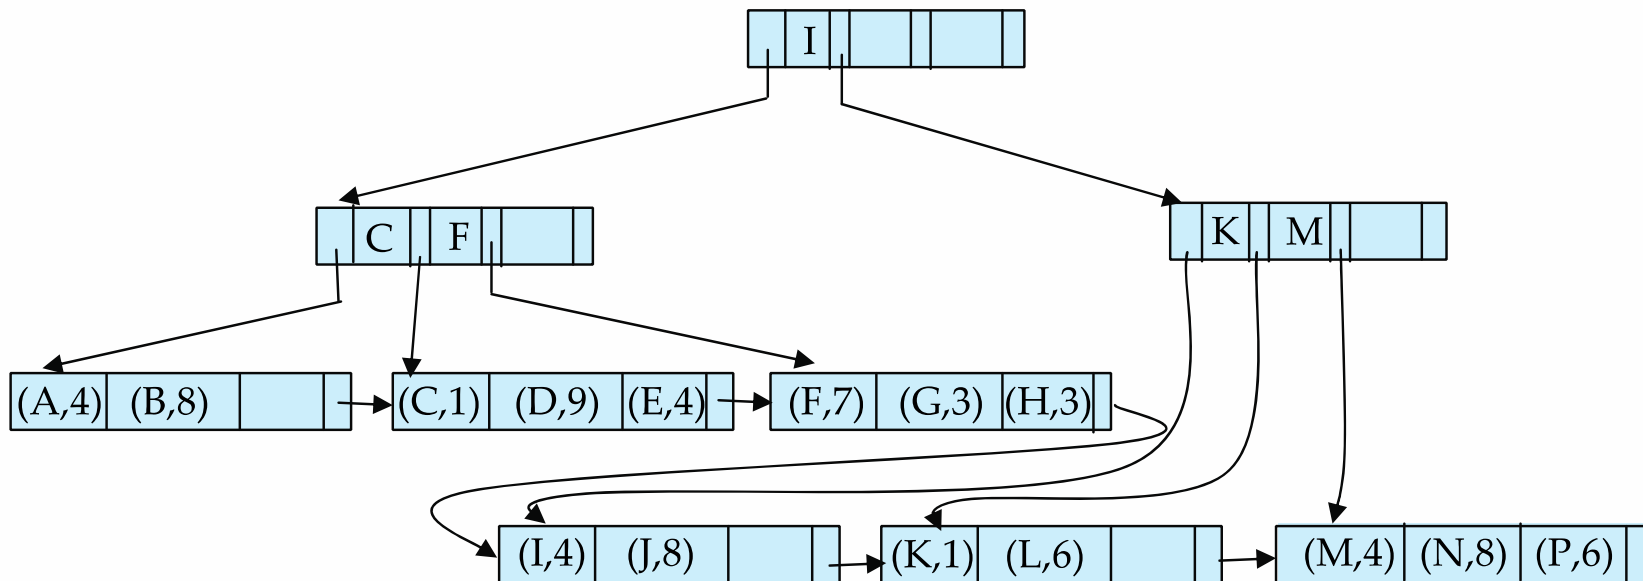 I
C F
K M
(A,4) (B,8) (C,1) (D,9) (E,4) (F,7) (G,3) (H,3)
(I,4) (J,8) (K,1) (L,6) (M,4) (N,8) (P,6)